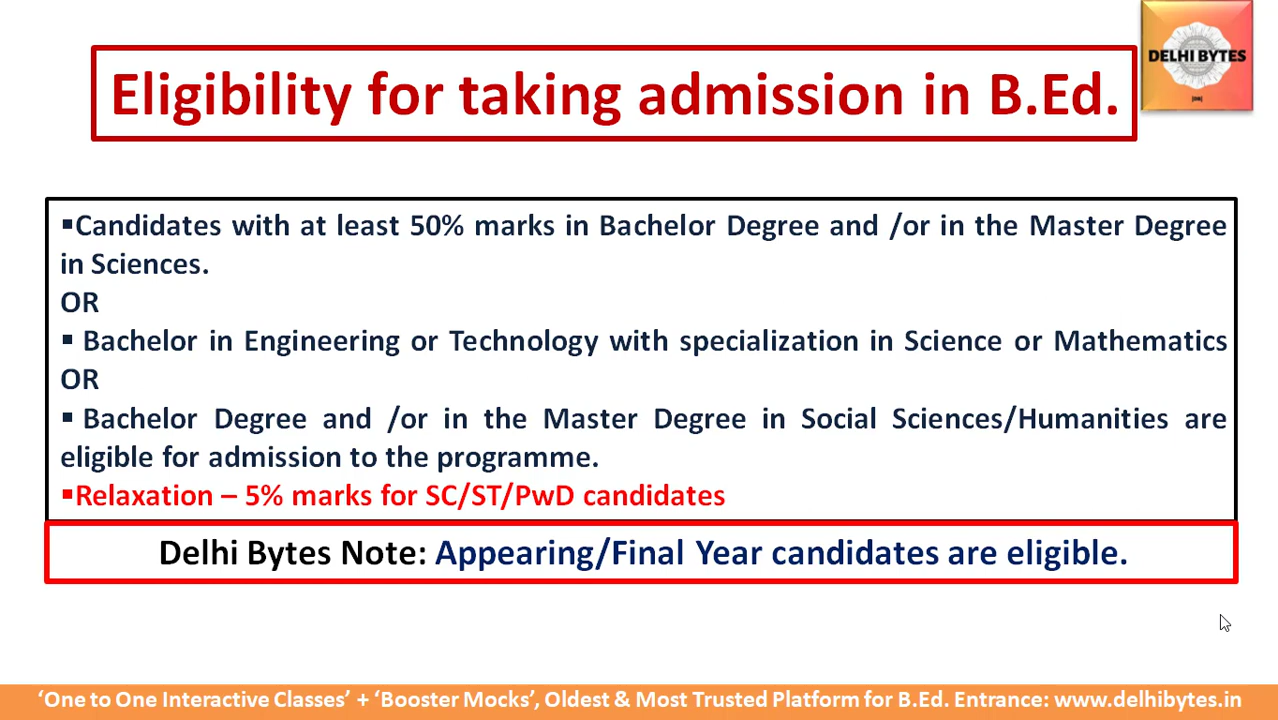 Eligibility for taking admission in B.Ed.
DELHI BYTES
[DB]
▪Candidates with at least 50% marks in Bachelor Degree and /or in the Master Degree
in Sciences.
OR
▪ Bachelor in Engineering or Technology with specialization in Science or Mathematics
OR
▪ Bachelor Degree and /or in the Master Degree in Social Sciences/Humanities are
eligible for admission to the programme.
▪Relaxation – 5% marks for SC/ST/PwD candidates
Delhi Bytes Note: Appearing/Final Year candidates are eligible.
‘One to One Interactive Classes’ + ‘Booster Mocks’, Oldest & Most Trusted Platform for B.Ed. Entrance: www.delhibytes.in